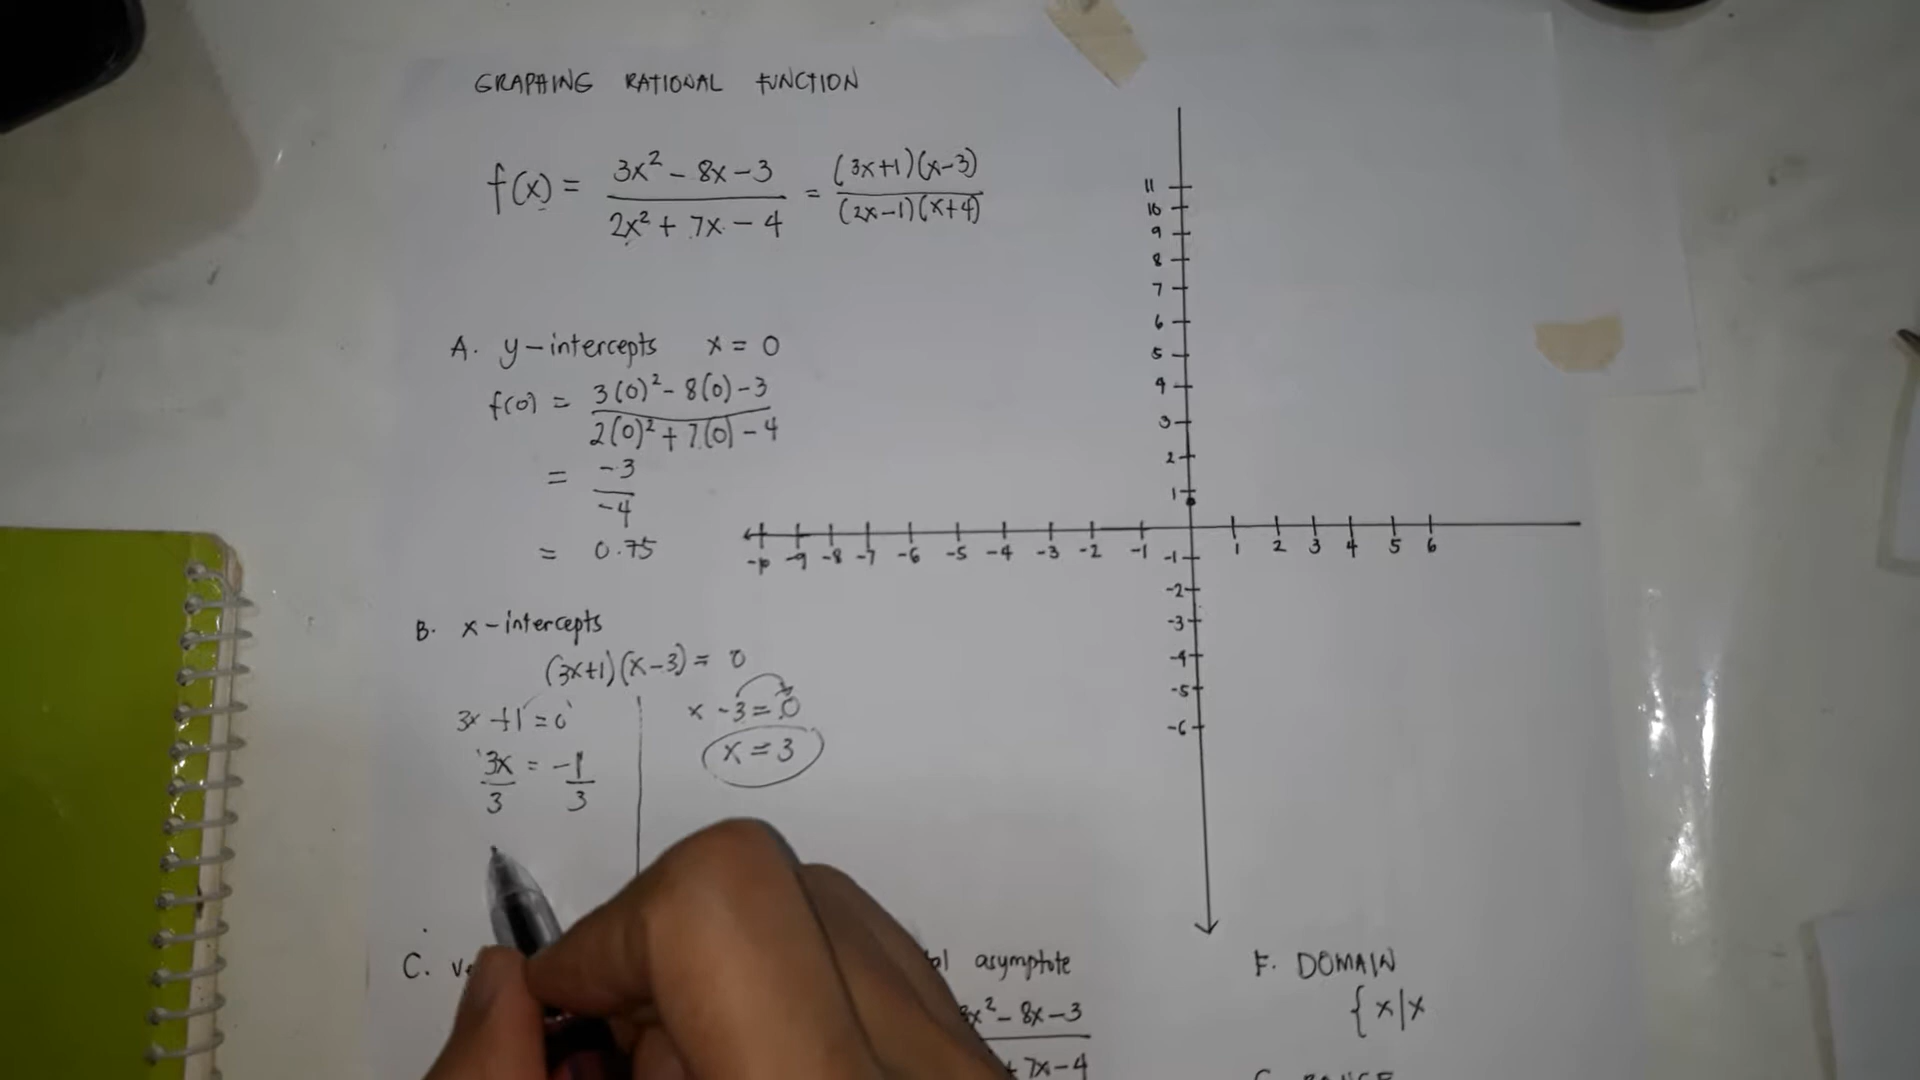 GRAPHING RATIONAL FUNCTION
f(x) = (3x² - 8x - 3)/(2x² + 7x - 4) = ((3x+1)(x-3))/((2x-1)(x+4))
A. y-intercepts x = 0
f(0) = (3(0)² - 8(0) - 3)/(2(0)² + 7(0) - 4)
= -3/-4
= 0.75
B. x-intercepts
(3x+1)(x-3) = 0
3x + 1 = 0
3x/3 = -1/3
x - 3 = 0
x = 3
11
10
9
8
7
6
5
4
3
2
1
-10 -9 -8 -7 -6 -5 -4 -3 -2 -1 1 2 3 4 5 6
-1
-2
-3
-4
-5
-6
C.
asymptote
3x² - 8x - 3
+ 7x - 4
F. DOMAIN
{x|x